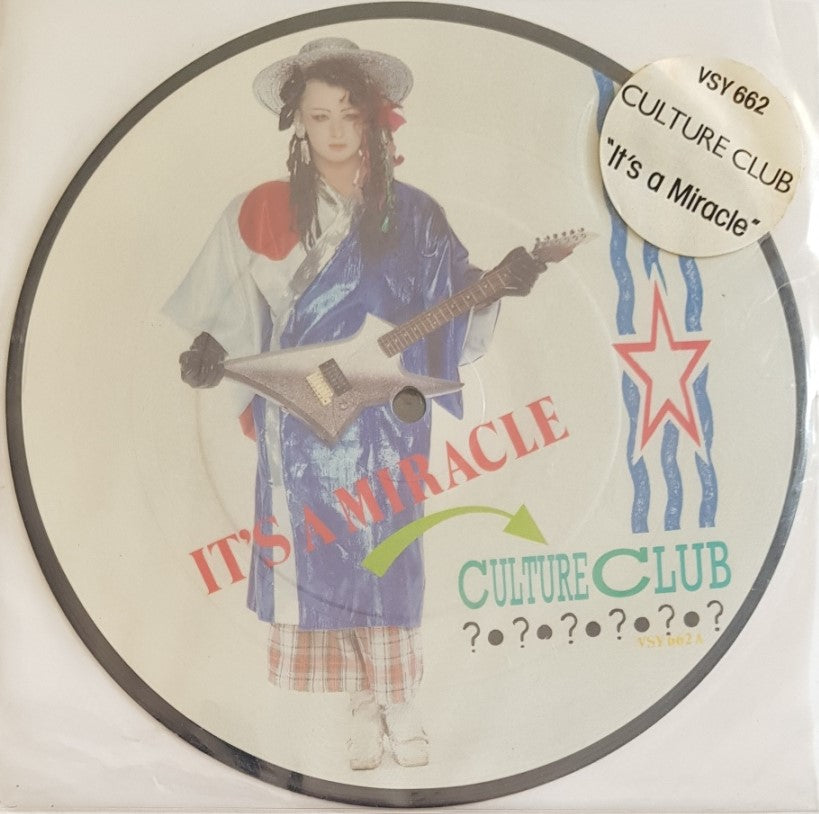 VSY 662
CULTURE CLUB
"It's a Miracle"
IT'S A MIRACLE
CULTURE CLUB
?•?•?•?•?•?
VSY 662 A